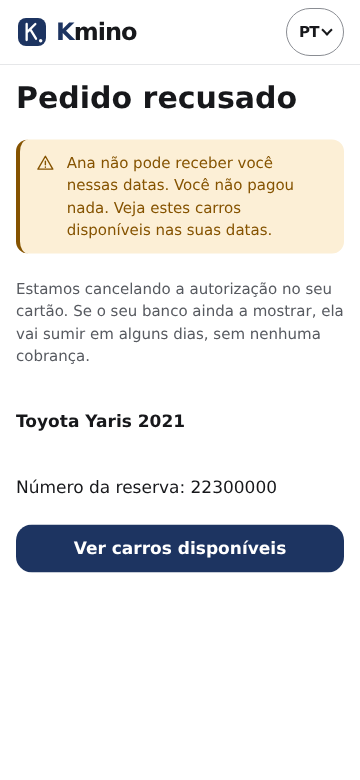 Kmino
PT
Pedido recusado
Ana não pode receber você
nessas datas. Você não pagou
nada. Veja estes carros
disponíveis nas suas datas.
Estamos cancelando a autorização no seu
cartão. Se o seu banco ainda a mostrar, ela
vai sumir em alguns dias, sem nenhuma
cobrança.
Toyota Yaris 2021
Número da reserva: 22300000
Ver carros disponíveis